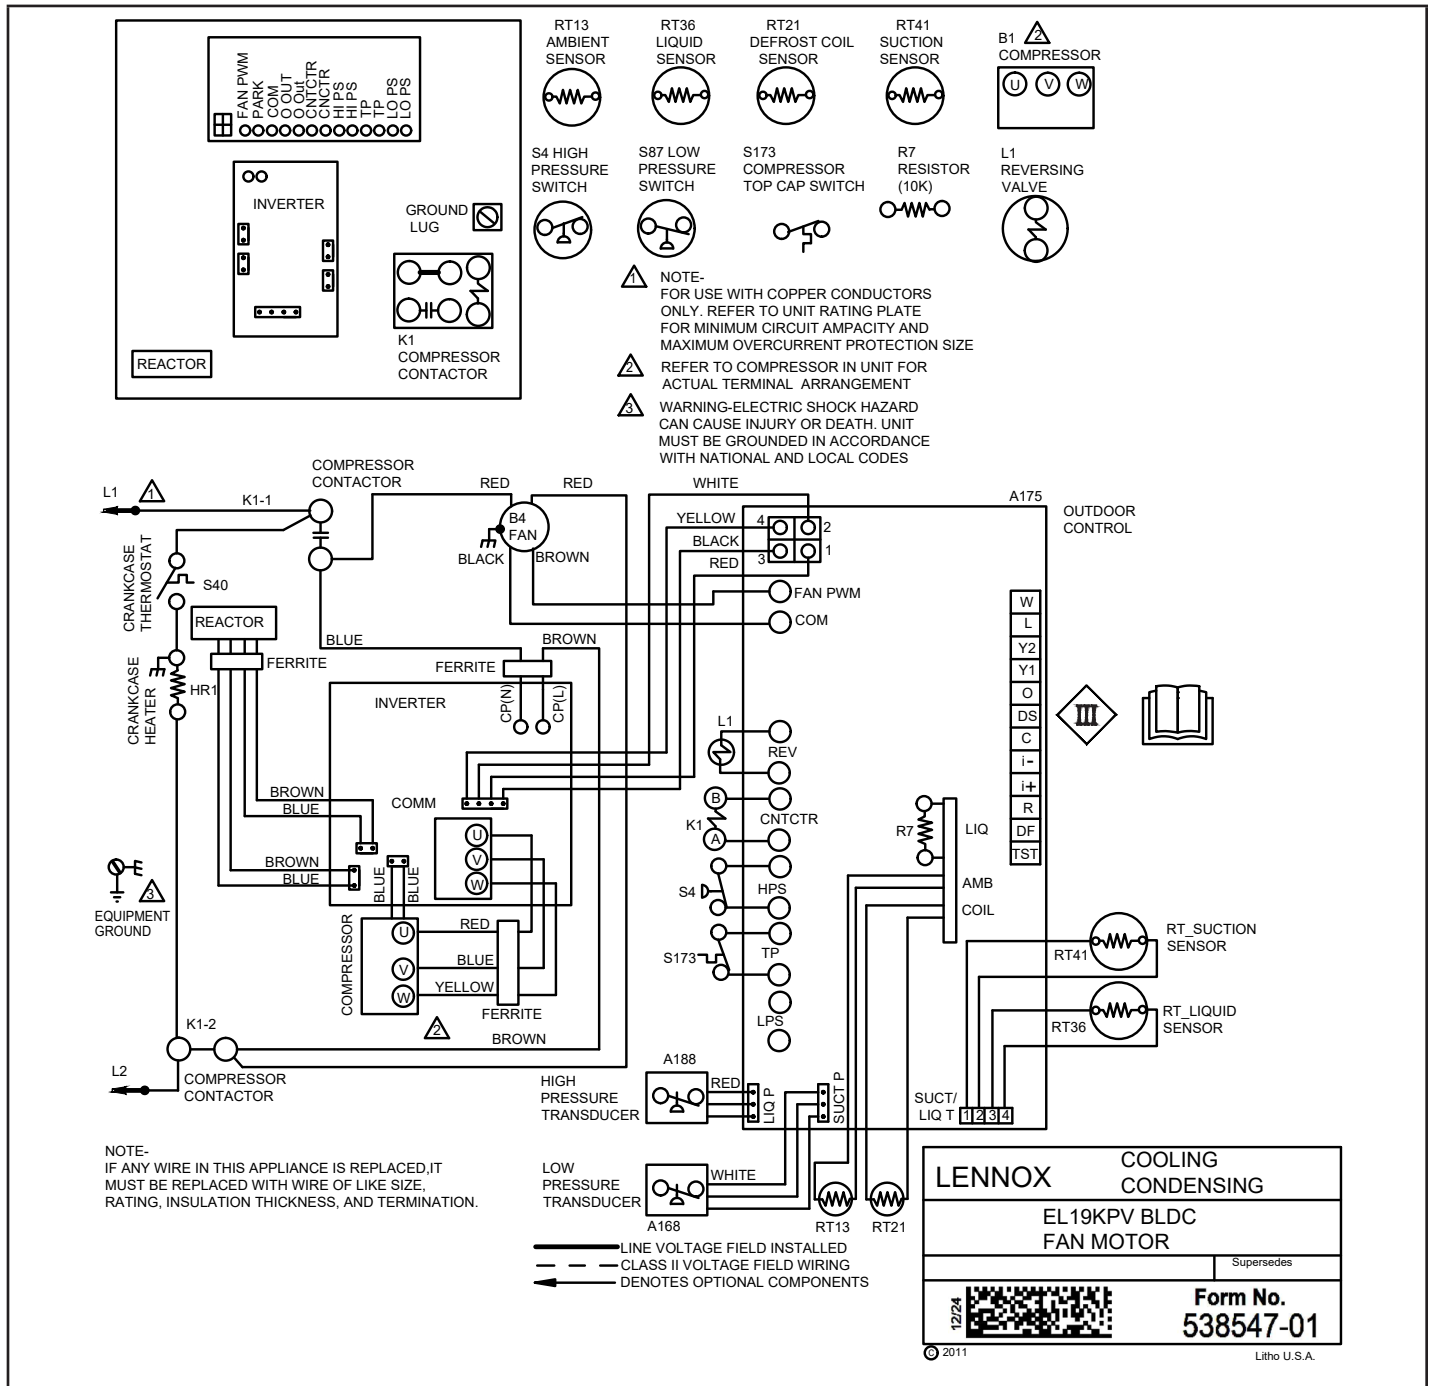 FAN PWM
PARK
COM
O OUT
O Out
CNTCTR
CNCTR
HI PS
HI PS
TP
TP
LO PS
LO PS
INVERTER
GROUND
LUG
K1
COMPRESSOR
CONTACTOR
REACTOR
RT13
AMBIENT
SENSOR
RT36
LIQUID
SENSOR
RT21
DEFROST COIL
SENSOR
RT41
SUCTION
SENSOR
B1 2
COMPRESSOR
U V W
S4 HIGH
PRESSURE
SWITCH
S87 LOW
PRESSURE
SWITCH
S173
COMPRESSOR
TOP CAP SWITCH
R7
RESISTOR
(10K)
L1
REVERSING
VALVE
1 NOTE-
FOR USE WITH COPPER CONDUCTORS
ONLY. REFER TO UNIT RATING PLATE
FOR MINIMUM CIRCUIT AMPACITY AND
MAXIMUM OVERCURRENT PROTECTION SIZE
2 REFER TO COMPRESSOR IN UNIT FOR
ACTUAL TERMINAL ARRANGEMENT
3 WARNING-ELECTRIC SHOCK HAZARD
CAN CAUSE INJURY OR DEATH. UNIT
MUST BE GROUNDED IN ACCORDANCE
WITH NATIONAL AND LOCAL CODES
L1 1
K1-1
COMPRESSOR
CONTACTOR
RED
RED
B4
FAN
BLACK
BROWN
WHITE
YELLOW
BLACK
RED
4 2
3 1
A175
OUTDOOR
CONTROL
FAN PWM
COM
CRANKCASE
THERMOSTAT
S40
REACTOR
FERRITE
CRANKCASE
HEATER
HR1
BLUE
BROWN
FERRITE
INVERTER
CP(N)
CP(L)
BROWN
BLUE
BROWN
BLUE
COMM
U
V
W
BLUE
BLUE
COMPRESSOR
U
V
W
RED
BLUE
YELLOW
FERRITE
2
BROWN
3
EQUIPMENT
GROUND
K1-2
L2
COMPRESSOR
CONTACTOR
L1
REV
B
K1
A
CNTCTR
S4
HPS
S173
TP
LPS
R7
LIQ
AMB
COIL
W
L
Y2
Y1
O
DS
C
i-
i+
R
DF
TST
III
RT_SUCTION
SENSOR
RT41
RT_LIQUID
SENSOR
RT36
SUCT/
LIQ T 1 2 3 4
A188
HIGH
PRESSURE
TRANSDUCER
RED
LIQ P
SUCT P
LOW
PRESSURE
TRANSDUCER
WHITE
A168
RT13
RT21
NOTE-
IF ANY WIRE IN THIS APPLIANCE IS REPLACED,IT
MUST BE REPLACED WITH WIRE OF LIKE SIZE,
RATING, INSULATION THICKNESS, AND TERMINATION.
LINE VOLTAGE FIELD INSTALLED
CLASS II VOLTAGE FIELD WIRING
DENOTES OPTIONAL COMPONENTS
LENNOX
COOLING
CONDENSING
EL19KPV BLDC
FAN MOTOR
Supersedes
12/24
Form No.
538547-01
© 2011
Litho U.S.A.